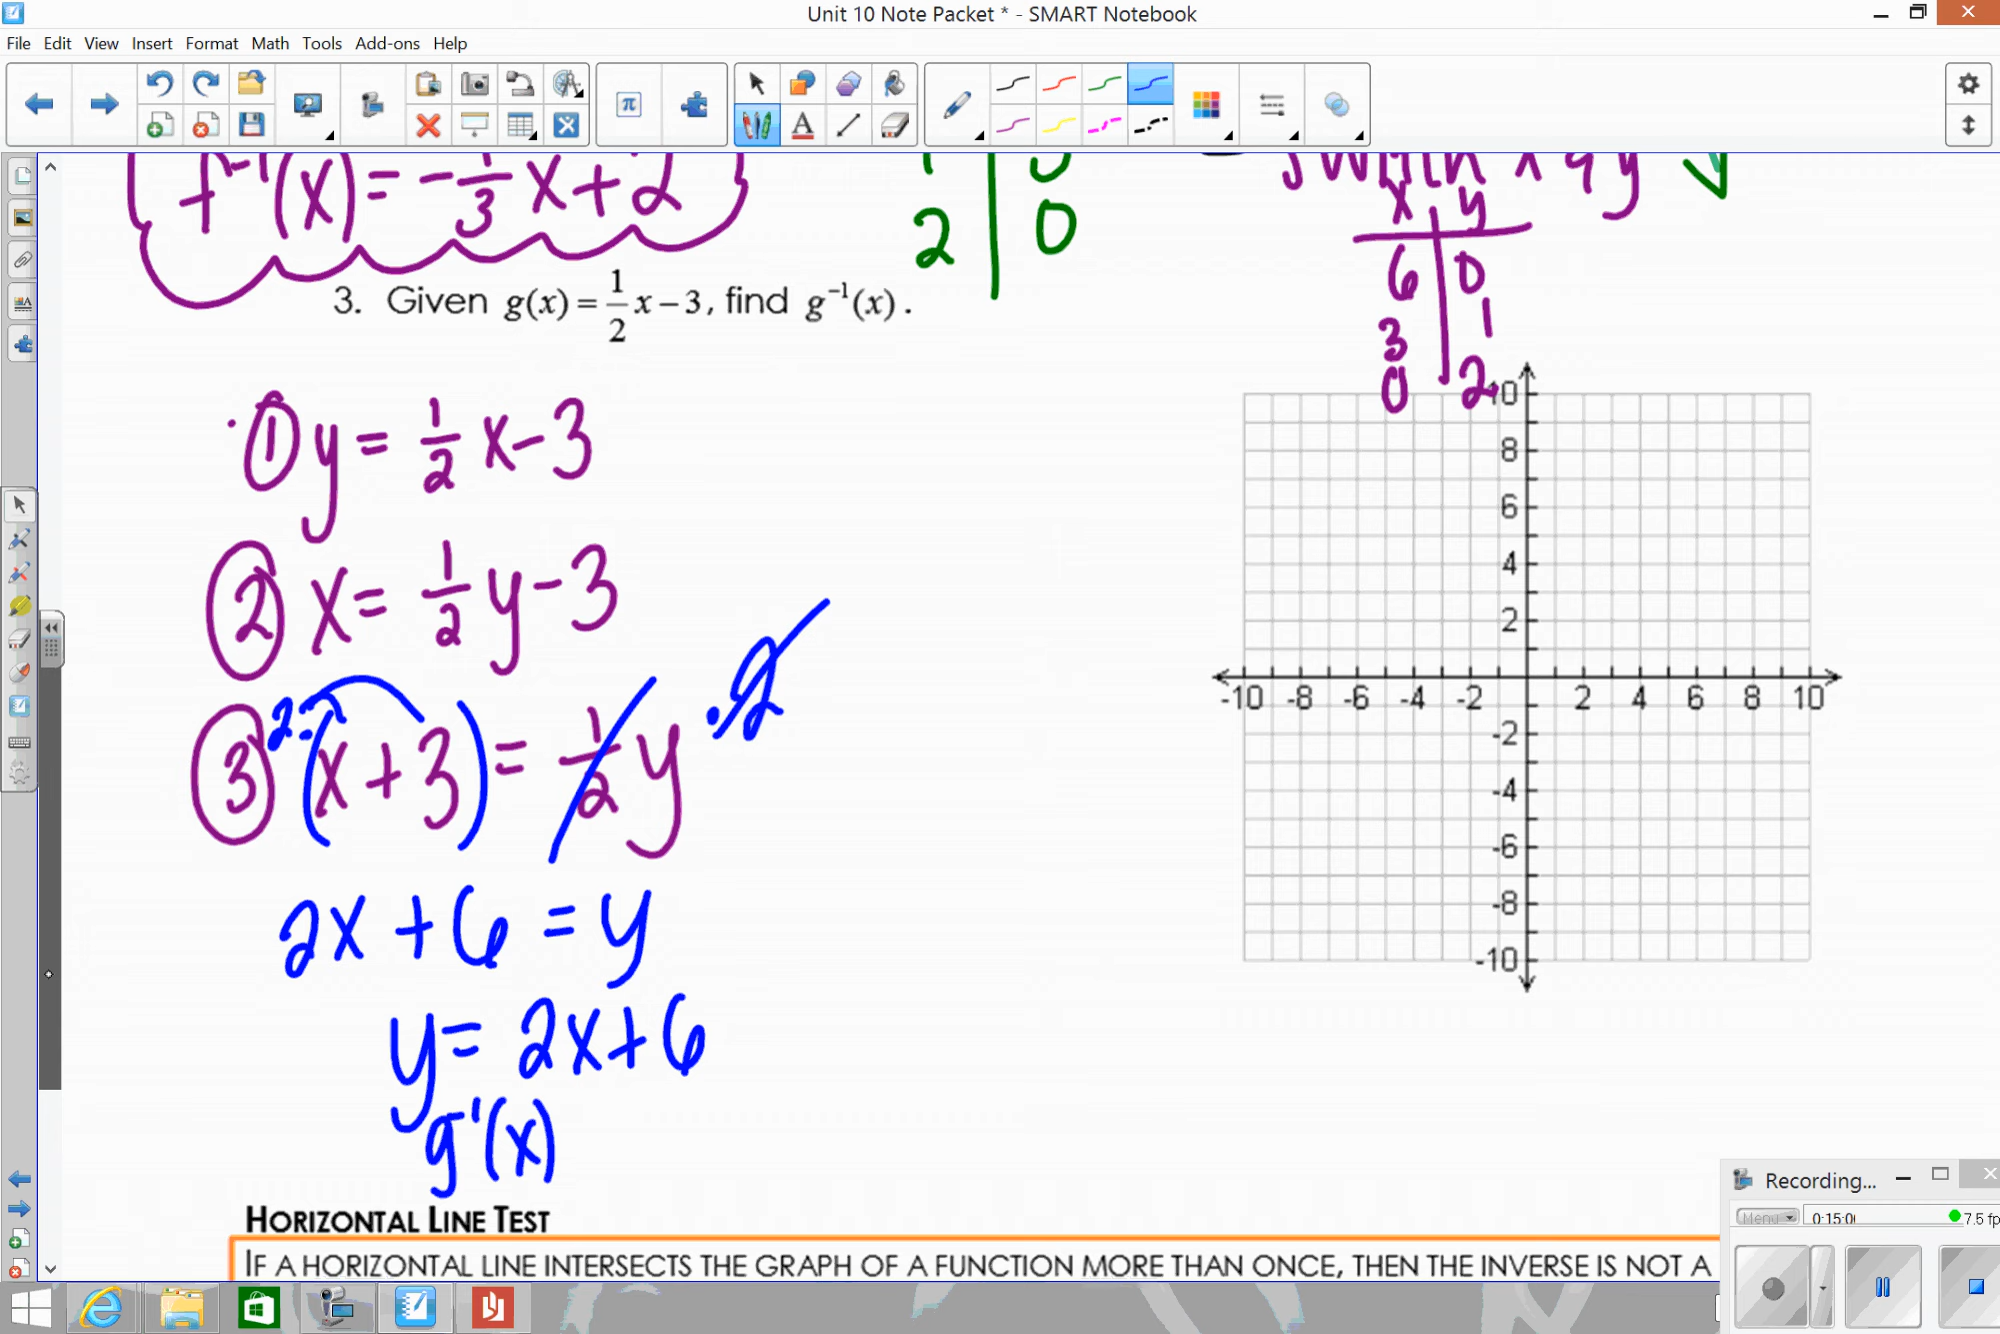 Unit 10 Note Packet * - SMART Notebook
File Edit View Insert Format Math Tools Add-ons Help
f⁻¹(x) = -1/3 x + 2
2 | 0
switch x & y
x | y
6 | 0
3 | 1
0 | 2
3. Given g(x) = 1/2 x - 3, find g⁻¹(x).
① y = 1/2 x - 3
② x = 1/2 y - 3
③ 2·(x + 3) = 1/2 y ·2
2x + 6 = y
y = 2x + 6
g⁻¹(x)
10
8
6
4
2
-10 -8 -6 -4 -2 2 4 6 8 10
-2
-4
-6
-8
-10
HORIZONTAL LINE TEST
IF A HORIZONTAL LINE INTERSECTS THE GRAPH OF A FUNCTION MORE THAN ONCE, THEN THE INVERSE IS NOT A
Recording...
Menu 0:15:0 7.5 fp